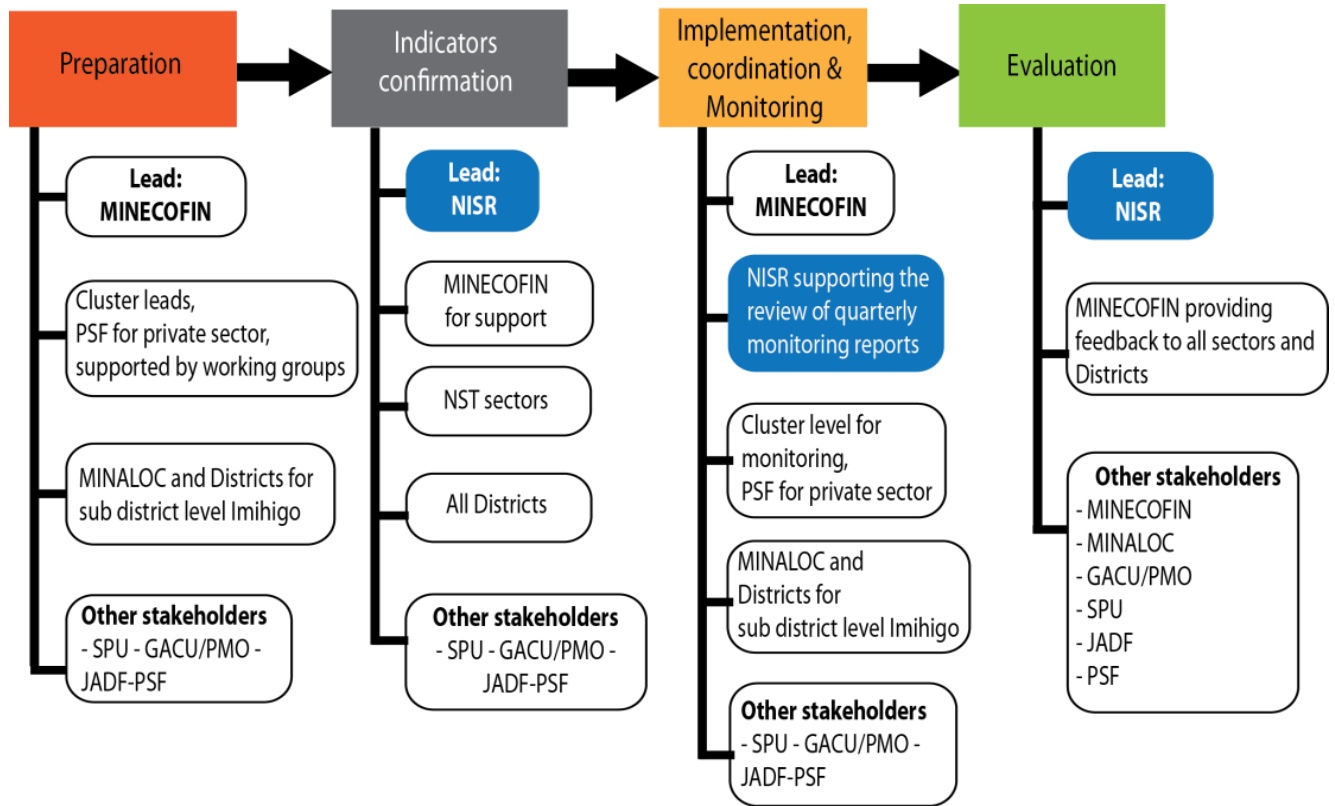 Preparation
Lead:
MINECOFIN
Cluster leads,
PSF for private sector,
supported by working groups
MINALOC and Districts for
sub district level Imihigo
Other stakeholders
- SPU - GACU/PMO -
JADF-PSF
Indicators
confirmation
Lead:
NISR
MINECOFIN
for support
NST sectors
All Districts
Other stakeholders
- SPU - GACU/PMO -
JADF-PSF
Implementation,
coordination &
Monitoring
Lead:
MINECOFIN
NISR supporting the
review of quarterly
monitoring reports
Cluster level for
monitoring,
PSF for private sector
MINALOC and
Districts for
sub district level Imihigo
Other stakeholders
- SPU - GACU/PMO -
JADF-PSF
Evaluation
Lead:
NISR
MINECOFIN providing
feedback to all sectors and
Districts
Other stakeholders
- MINECOFIN
- MINALOC
- GACU/PMO
- SPU
- JADF
- PSF